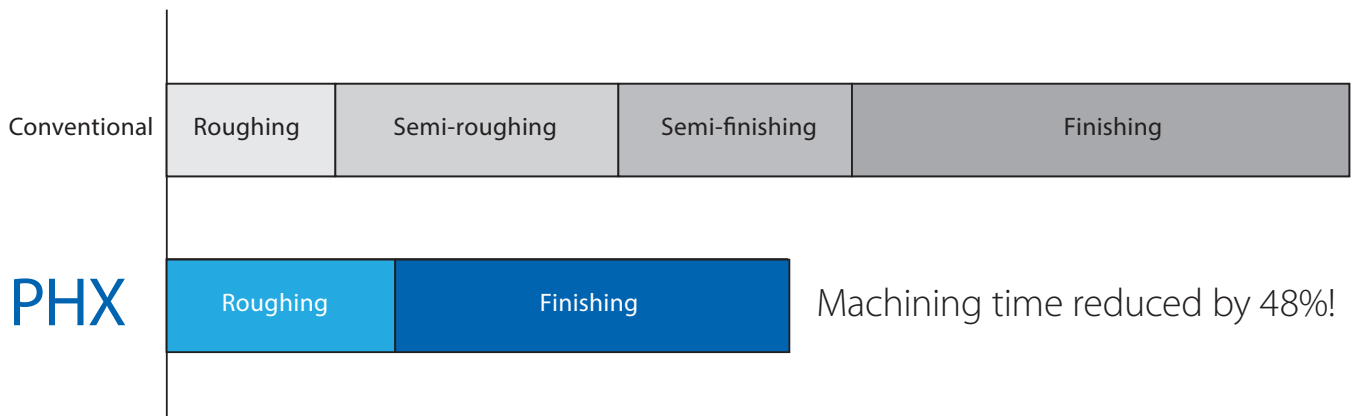 Conventional
Roughing
Semi-roughing
Semi-finishing
Finishing
PHX
Roughing
Finishing
Machining time reduced by 48%!